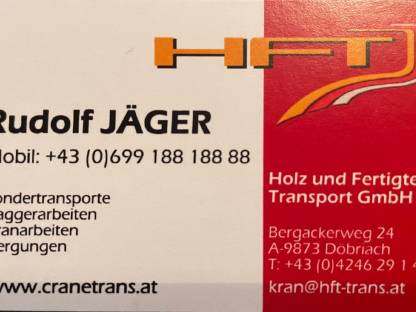 HFT
Rudolf JÄGER
Mobil: +43 (0)699 188 188 88
ondertransporte
aggerarbeiten
ranarbeiten
ergungen
www.cranetrans.at
Holz und Fertigte
Transport GmbH
Bergackerweg 24
A-9873 Döbriach
T: +43 (0)4246 29 1 4
kran@hft-trans.at